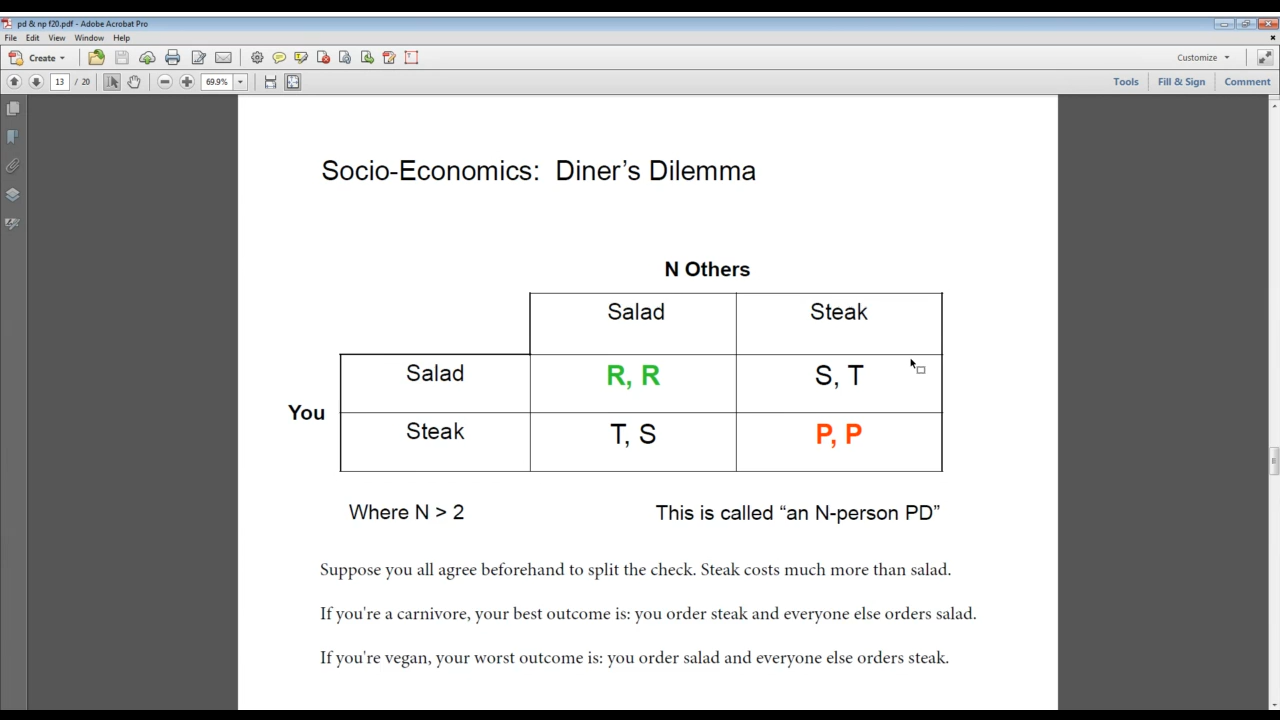 pd & np f20.pdf - Adobe Acrobat Pro
File Edit View Window Help
Create Customize
13 / 20 69.9% Tools Fill & Sign Comment
Socio-Economics: Diner’s Dilemma
N Others
Salad Steak
Salad R, R S, T
You
Steak T, S P, P
Where N > 2 This is called “an N-person PD”
Suppose you all agree beforehand to split the check. Steak costs much more than salad.
If you're a carnivore, your best outcome is: you order steak and everyone else orders salad.
If you're vegan, your worst outcome is: you order salad and everyone else orders steak.